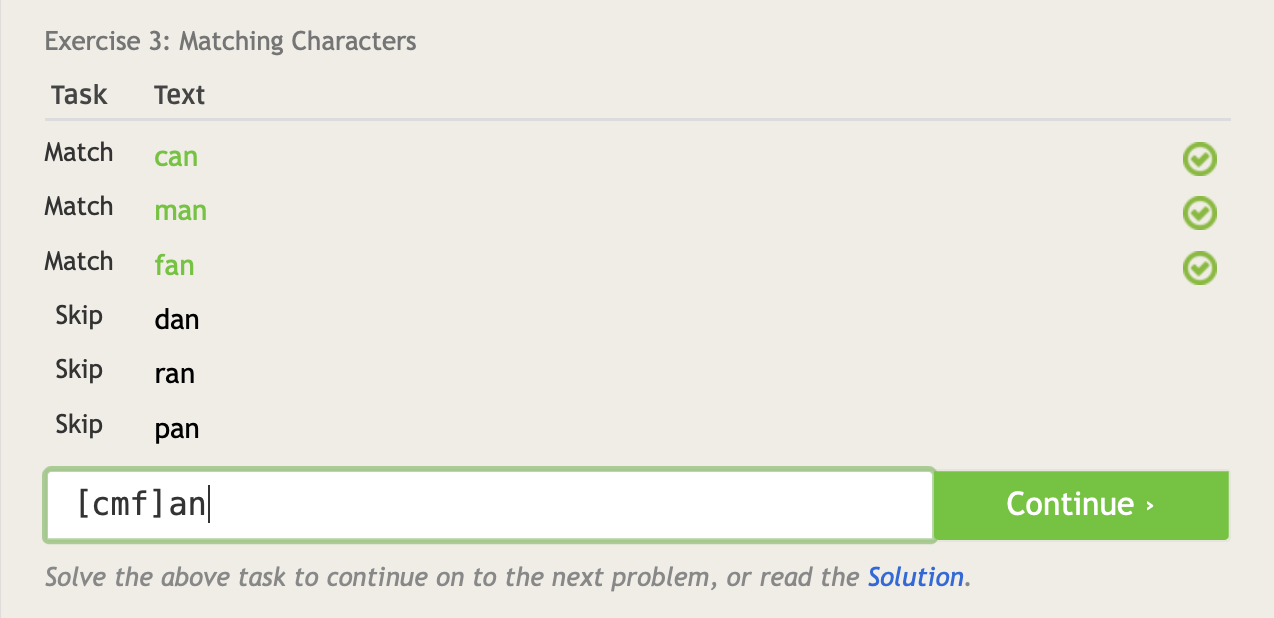 Exercise 3: Matching Characters
Task Text
Match can
Match man
Match fan
Skip dan
Skip ran
Skip pan
[cmf]an Continue ›
Solve the above task to continue on to the next problem, or read the Solution.